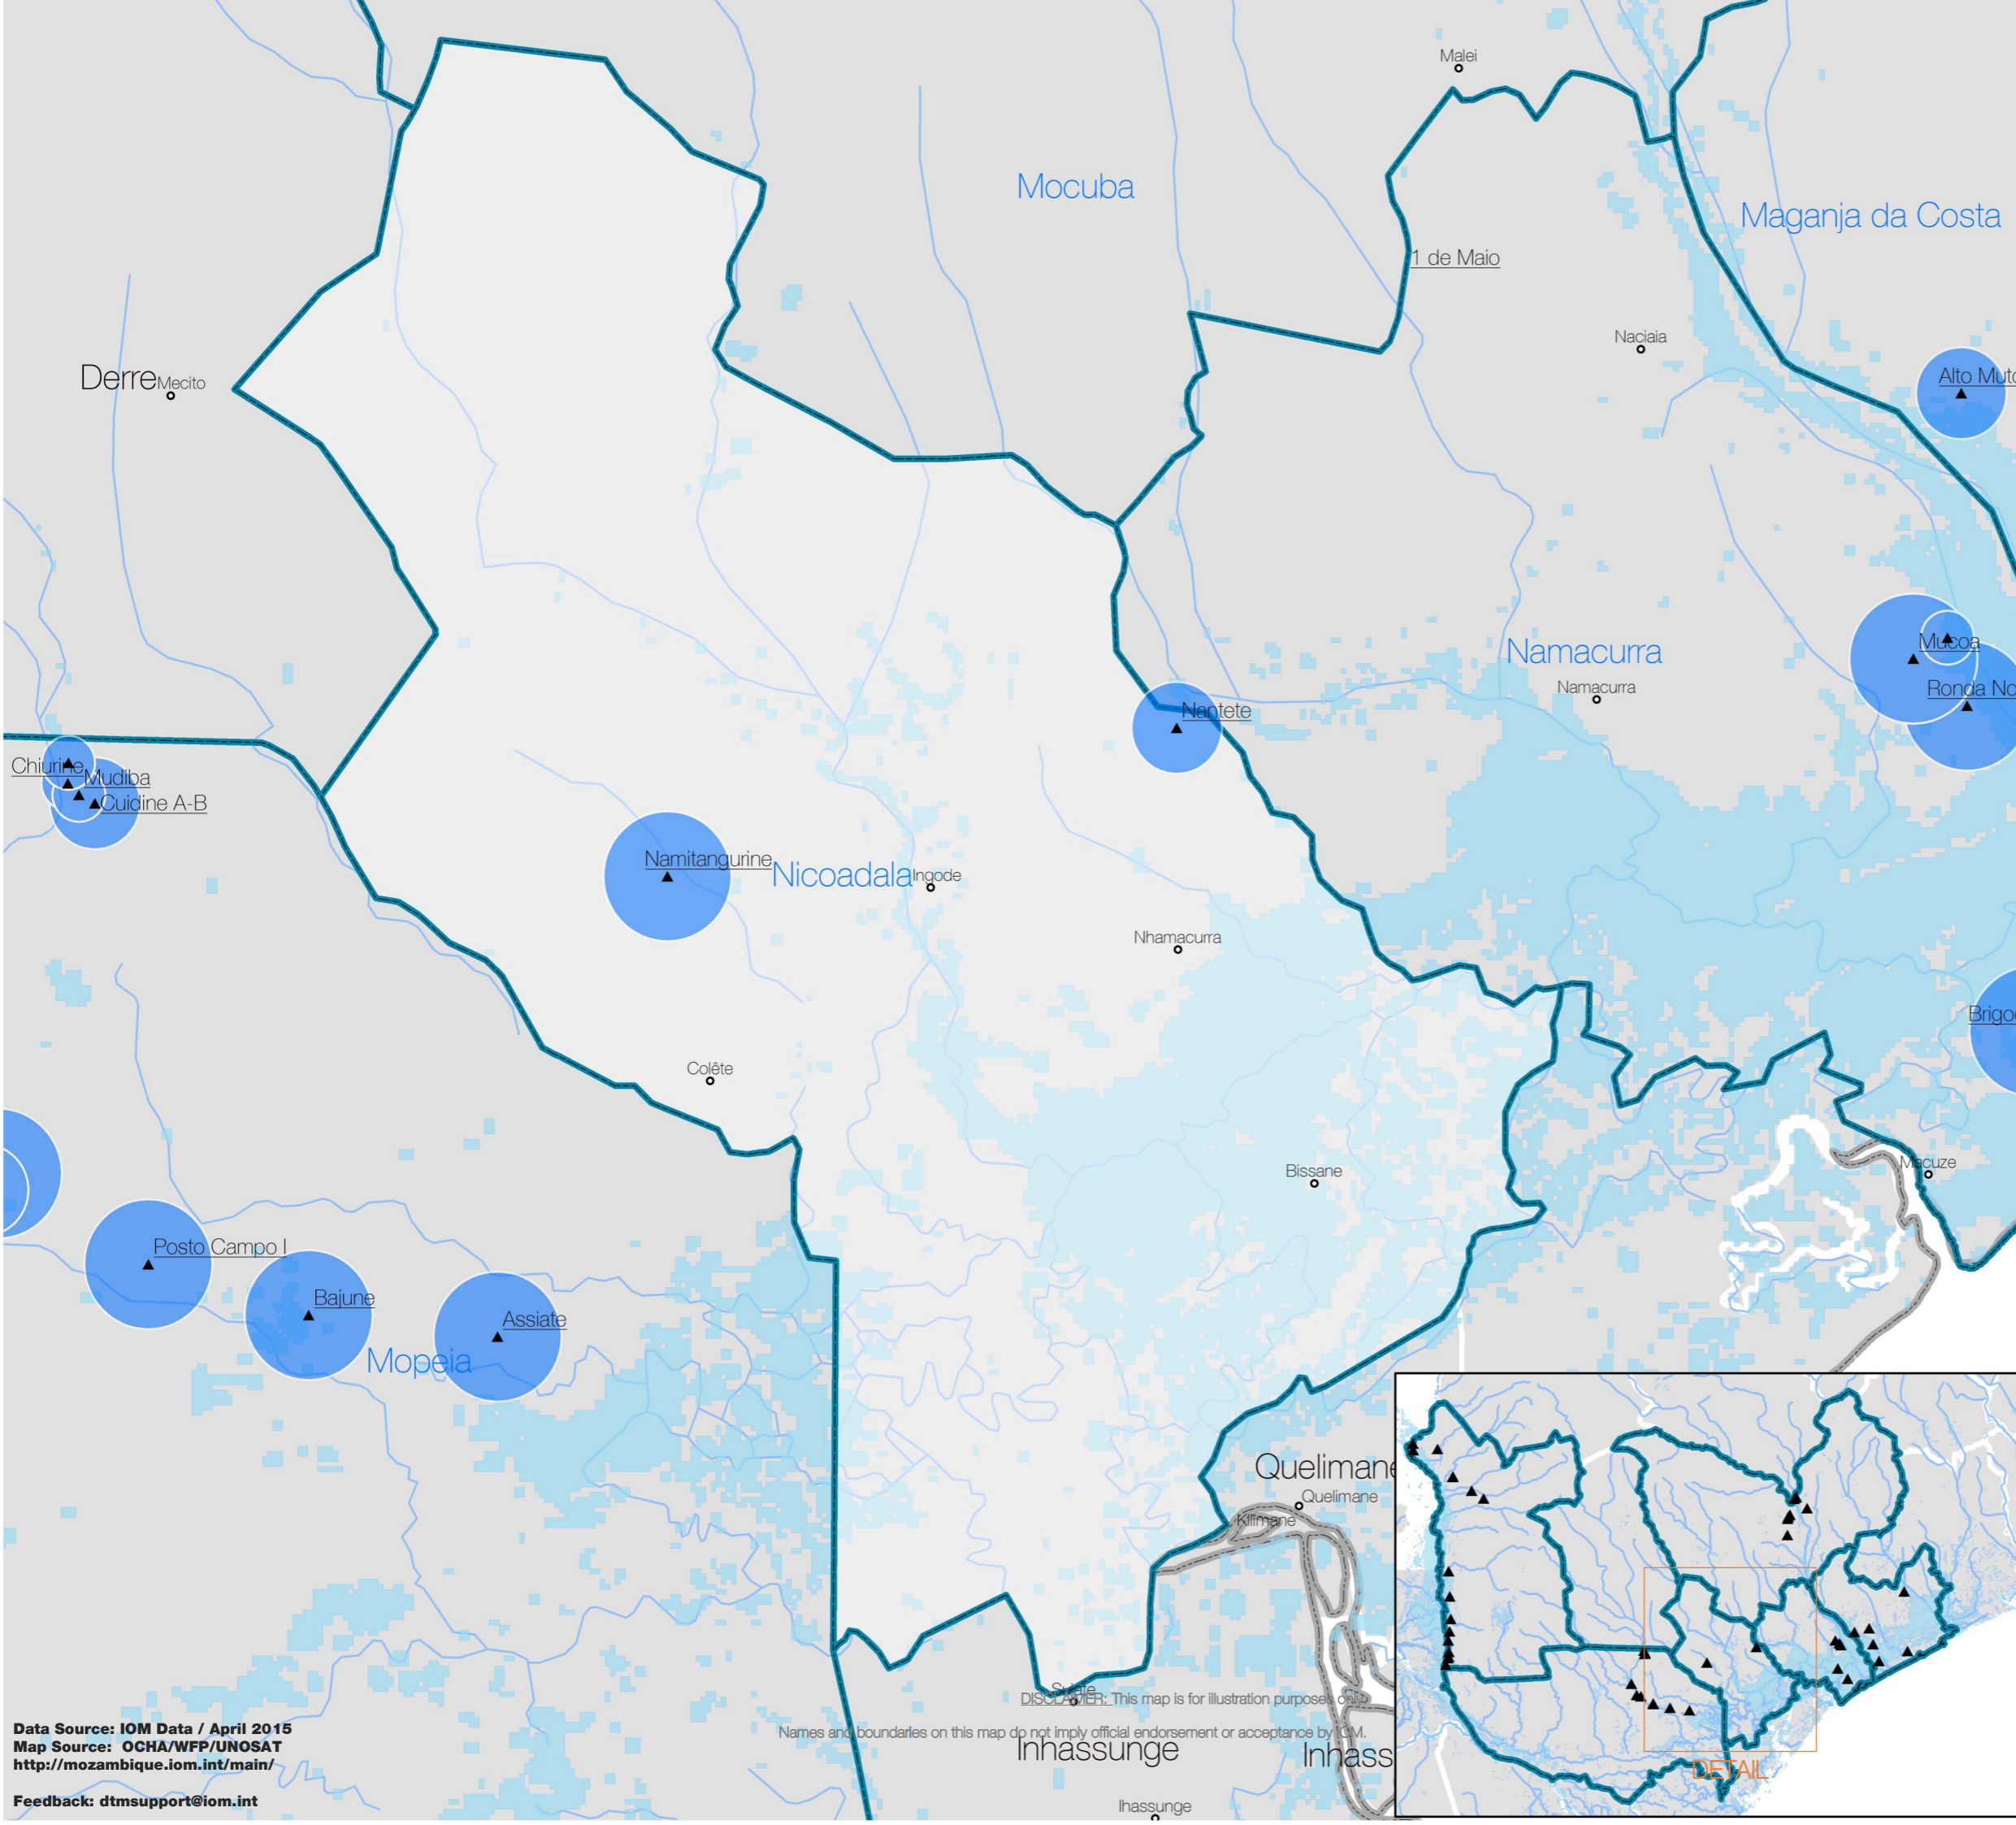 Malei
Mocuba
Maganja da Costa
1 de Maio
Naciaia
Derre
Mecito
Alto Muto
Mucoa
Namacurra
Namacurra
Ronda No
Nantete
Chiurine
Mudiba
Cuidine A-B
Namitangurine
Nicoadala
Ingode
Nhamacurra
Brigo
Colête
Bissane
Macuze
Posto Campo I
Bajune
Assiate
Mopeia
Quelimane
Quelimane
Kilimane
DISCLAIMER: This map is for illustration purposes only.
Names and boundaries on this map do not imply official endorsement or acceptance by IOM.
Inhassunge
Inhass
Ihassunge
DETAIL
Data Source: IOM Data / April 2015
Map Source: OCHA/WFP/UNOSAT
http://mozambique.iom.int/main/
Feedback: dtmsupport@iom.int